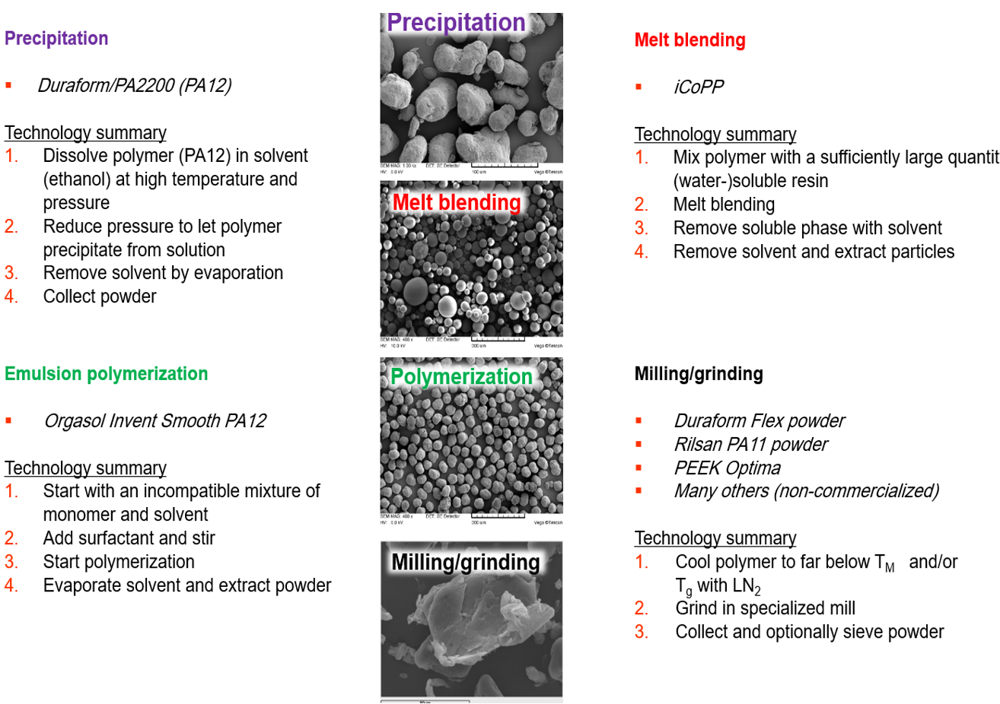 Precipitation
▪ Duraform/PA2200 (PA12)
Technology summary
1. Dissolve polymer (PA12) in solvent
(ethanol) at high temperature and
pressure
2. Reduce pressure to let polymer
precipitate from solution
3. Remove solvent by evaporation
4. Collect powder
Emulsion polymerization
▪ Orgasol Invent Smooth PA12
Technology summary
1. Start with an incompatible mixture of
monomer and solvent
2. Add surfactant and stir
3. Start polymerization
4. Evaporate solvent and extract powder
Precipitation
SEM MAG: 1.00 kx DET: SE Detector
HV: 0.0 kV 100 um Vega ©Tescan
Melt blending
SEM MAG: 400 x DET: SE Detector
HV: 10.0 kV 200 um Vega ©Tescan
Polymerization
SEM MAG: 400 x DET: SE Detector
200 um Vega ©Tescan
Milling/grinding
Melt blending
▪ iCoPP
Technology summary
1. Mix polymer with a sufficiently large quantit
(water-)soluble resin
2. Melt blending
3. Remove soluble phase with solvent
4. Remove solvent and extract particles
Milling/grinding
▪ Duraform Flex powder
▪ Rilsan PA11 powder
▪ PEEK Optima
▪ Many others (non-commercialized)
Technology summary
1. Cool polymer to far below TM and/or
Tg with LN2
2. Grind in specialized mill
3. Collect and optionally sieve powder